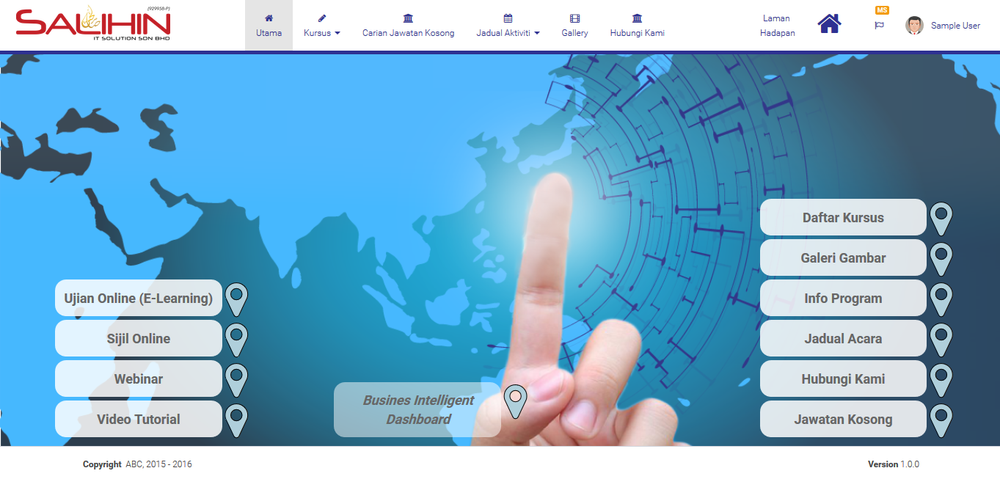 (929958-P)
SALIHIN
IT SOLUTION SDN BHD
Utama
Kursus
Carian Jawatan Kosong
Jadual Aktiviti
Gallery
Hubungi Kami
Laman
Hadapan
MS
Sample User
Daftar Kursus
Galeri Gambar
Info Program
Jadual Acara
Hubungi Kami
Jawatan Kosong
Ujian Online (E-Learning)
Sijil Online
Webinar
Video Tutorial
Busines Intelligent
Dashboard
Copyright ABC, 2015 - 2016
Version 1.0.0